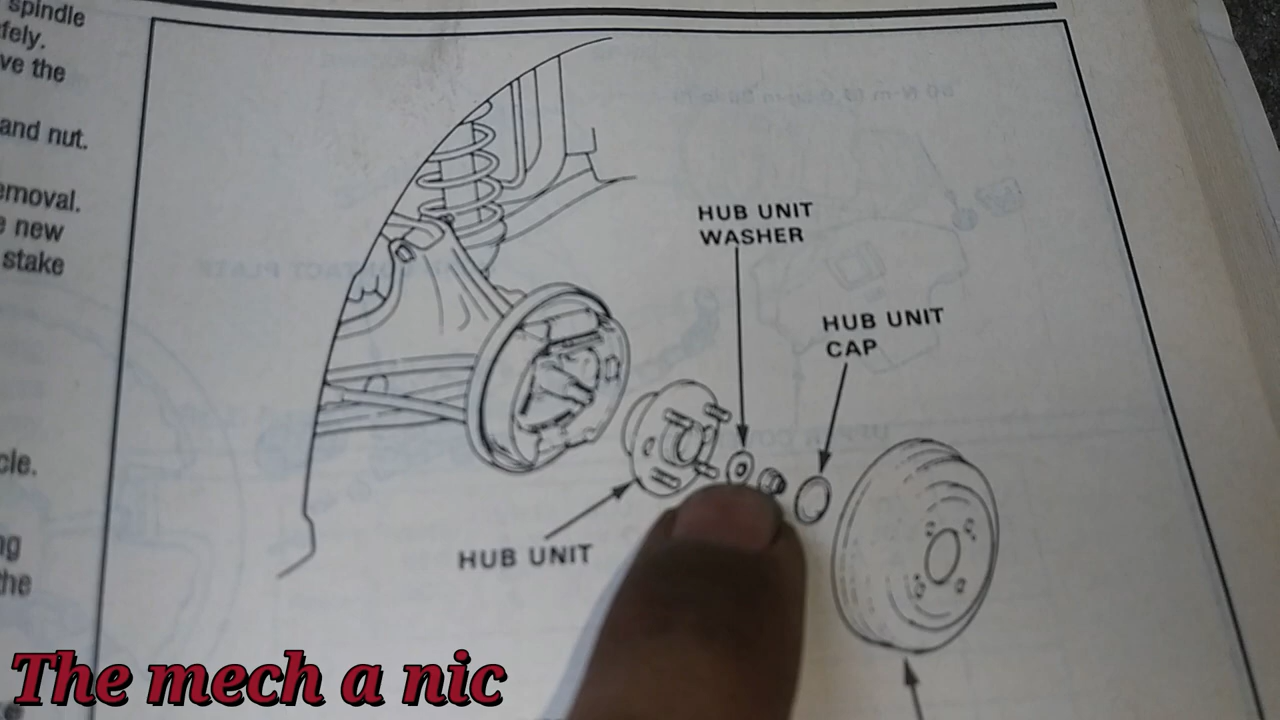 spindle
fely.
ve the
and nut.
emoval.
e new
stake
cle.
ng
the
HUB UNIT
WASHER
HUB UNIT
CAP
HUB UNIT
The mech a nic